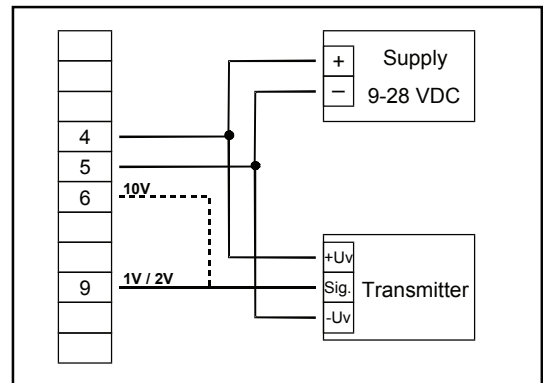 + Supply
– 9-28 VDC
4
5
6 10V
+Uv
9 1V / 2V Sig. Transmitter
-Uv